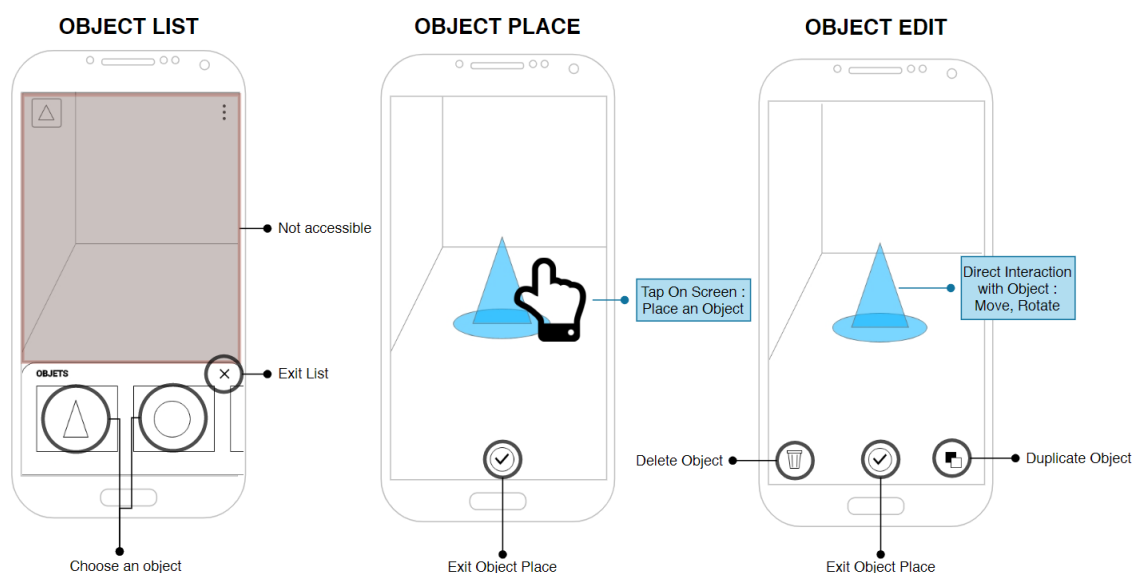 OBJECT LIST
OBJECT PLACE
OBJECT EDIT
Not accessible
OBJETS
Exit List
Choose an object
Tap On Screen :
Place an Object
Exit Object Place
Direct Interaction
with Object :
Move, Rotate
Delete Object
Duplicate Object
Exit Object Place